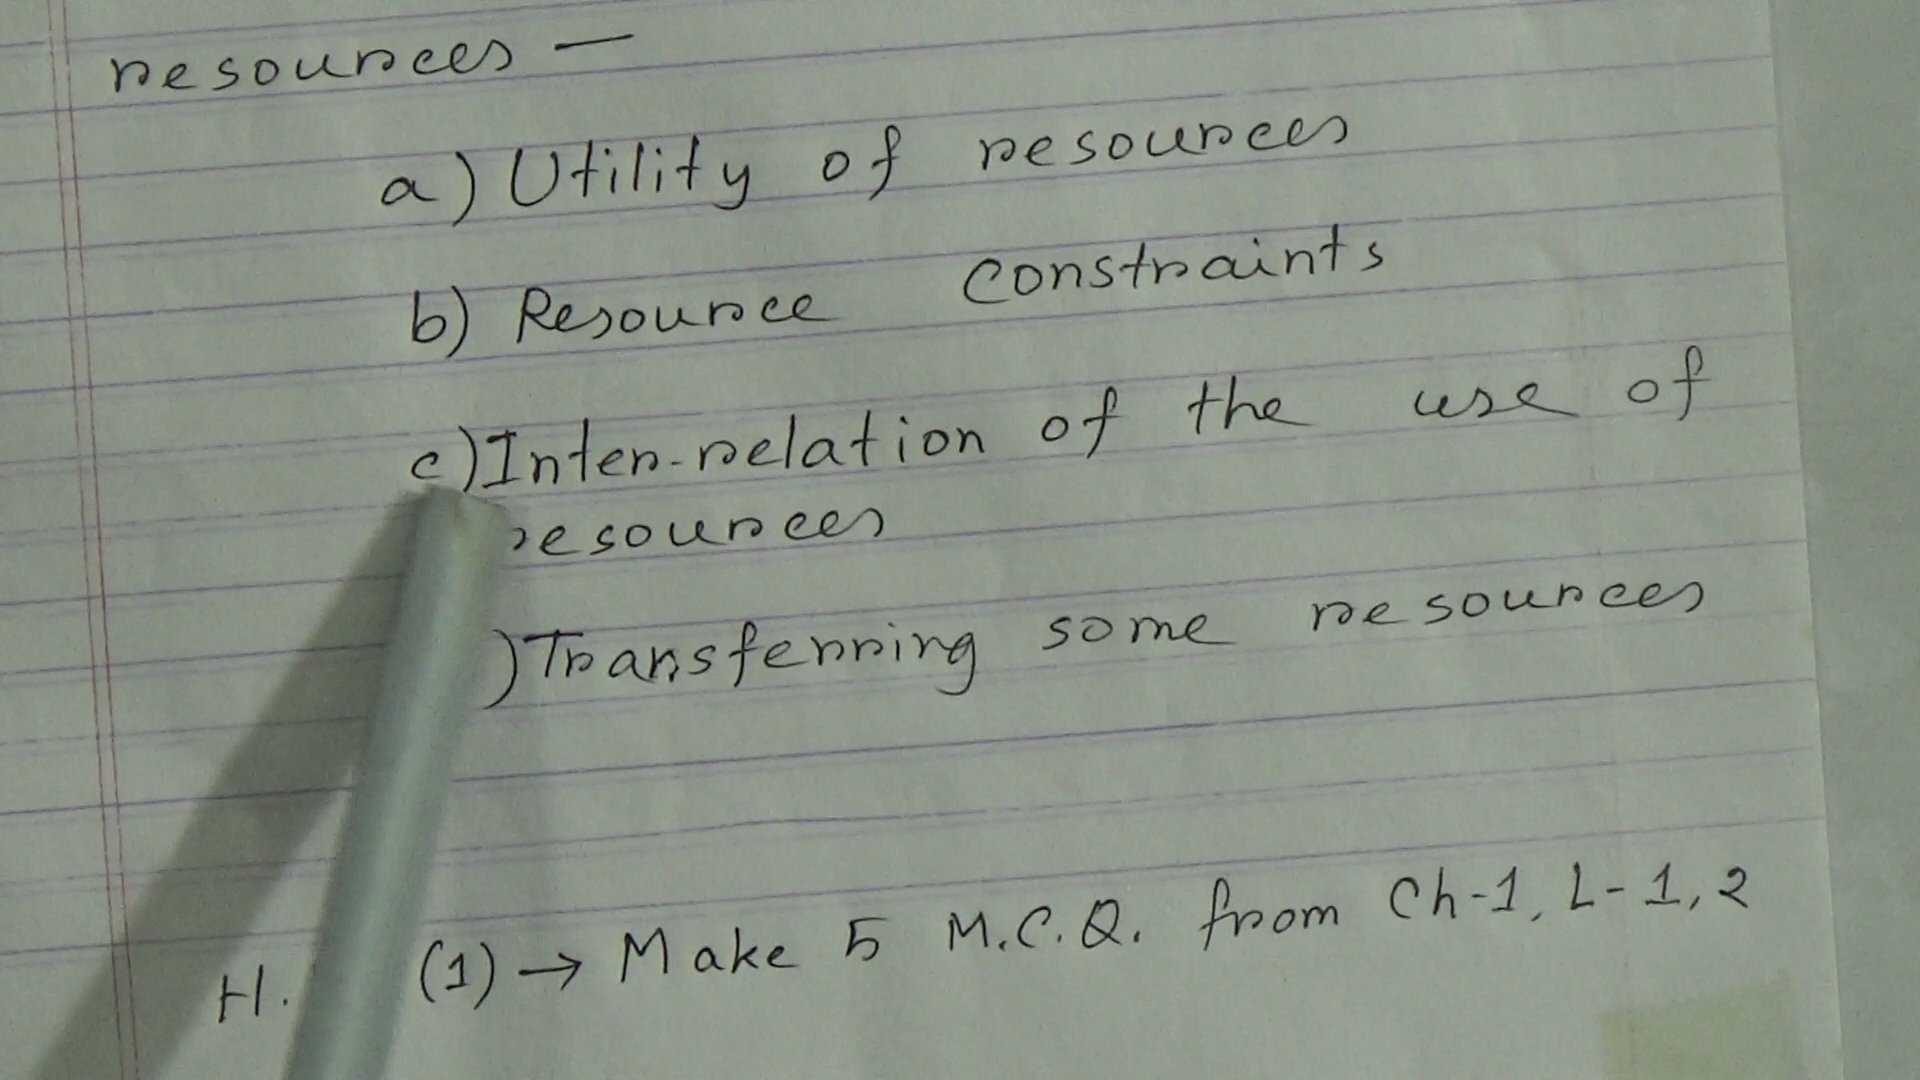 resources —
a) Utility of resources
b) Resource constraints
c) Inter-relation of the use of
resources
) Transferring some resources
H. (1) → Make 5 M.C.Q. from Ch-1, L-1,2